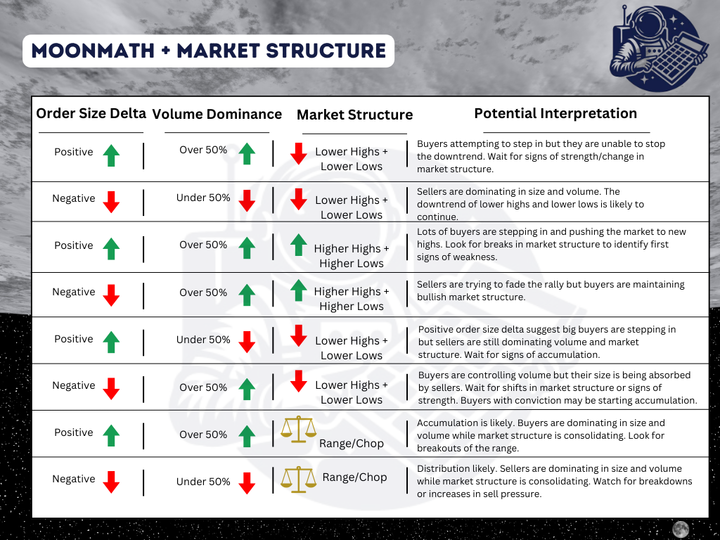 MOONMATH + MARKET STRUCTURE
Order Size Delta Volume Dominance Market Structure Potential Interpretation
Positive Over 50% Lower Highs +
Lower Lows
Buyers attempting to step in but they are unable to stop
the downtrend. Wait for signs of strength/change in
market structure.
Negative Under 50% Lower Highs +
Lower Lows
Sellers are dominating in size and volume. The
downtrend of lower highs and lower lows is likely to
continue.
Positive Over 50% Higher Highs +
Higher Lows
Lots of buyers are stepping in and pushing the market to new
highs. Look for breaks in market structure to identify first
signs of weakness.
Negative Over 50% Higher Highs +
Higher Lows
Sellers are trying to fade the rally but buyers are maintaining
bullish market structure.
Positive Under 50% Lower Highs +
Lower Lows
Positive order size delta suggest big buyers are stepping in
but sellers are still dominating volume and market
structure. Wait for signs of accumulation.
Negative Over 50% Lower Highs +
Lower Lows
Buyers are controlling volume but their size is being absorbed
by sellers. Wait for shifts in market structure or signs of
strength. Buyers with conviction may be starting accumulation.
Positive Over 50% Range/Chop
Accumulation is likely. Buyers are dominating in size and
volume while market structure is consolidating. Look for
breakouts of the range.
Negative Under 50% Range/Chop
Distribution likely. Sellers are dominating in size and volume
while market structure is consolidating. Watch for breakdowns
or increases in sell pressure.